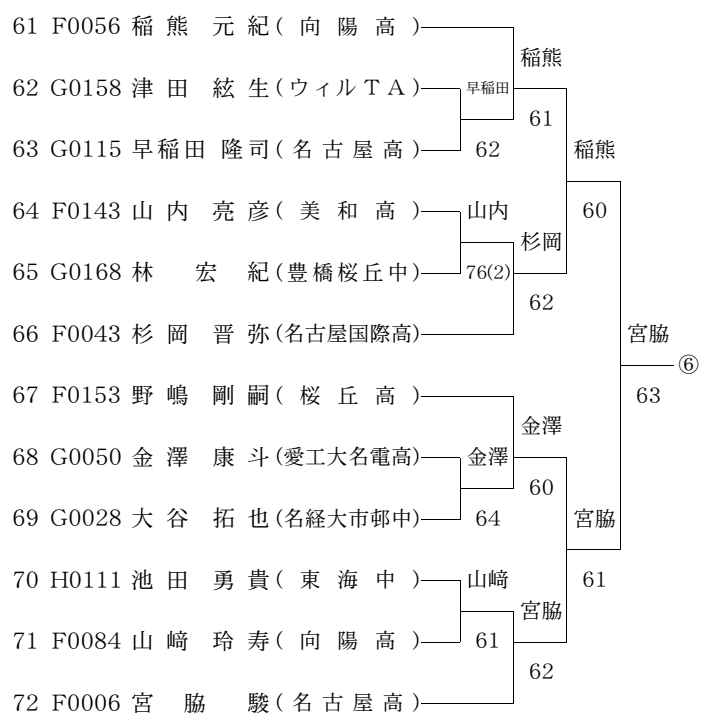 61 F0056 稲熊 元紀(向陽高)
稲熊
62 G0158 津田 絃生(ウィルTA)
早稲田
61
63 G0115 早稲田 隆司(名古屋高)
62
稲熊
64 F0143 山内 亮彦(美和高)
山内
60
杉岡
65 G0168 林 宏紀(豊橋桜丘中)
76(2)
62
66 F0043 杉岡 晋弥(名古屋国際高)
宮脇
⑥
67 F0153 野嶋 剛嗣(桜丘高)
63
金澤
68 G0050 金澤 康斗(愛工大名電高)
金澤
60
69 G0028 大谷 拓也(名経大市邨中)
64
宮脇
70 H0111 池田 勇貴(東海中)
山﨑
61
宮脇
71 F0084 山﨑 玲寿(向陽高)
61
62
72 F0006 宮脇 駿(名古屋高)